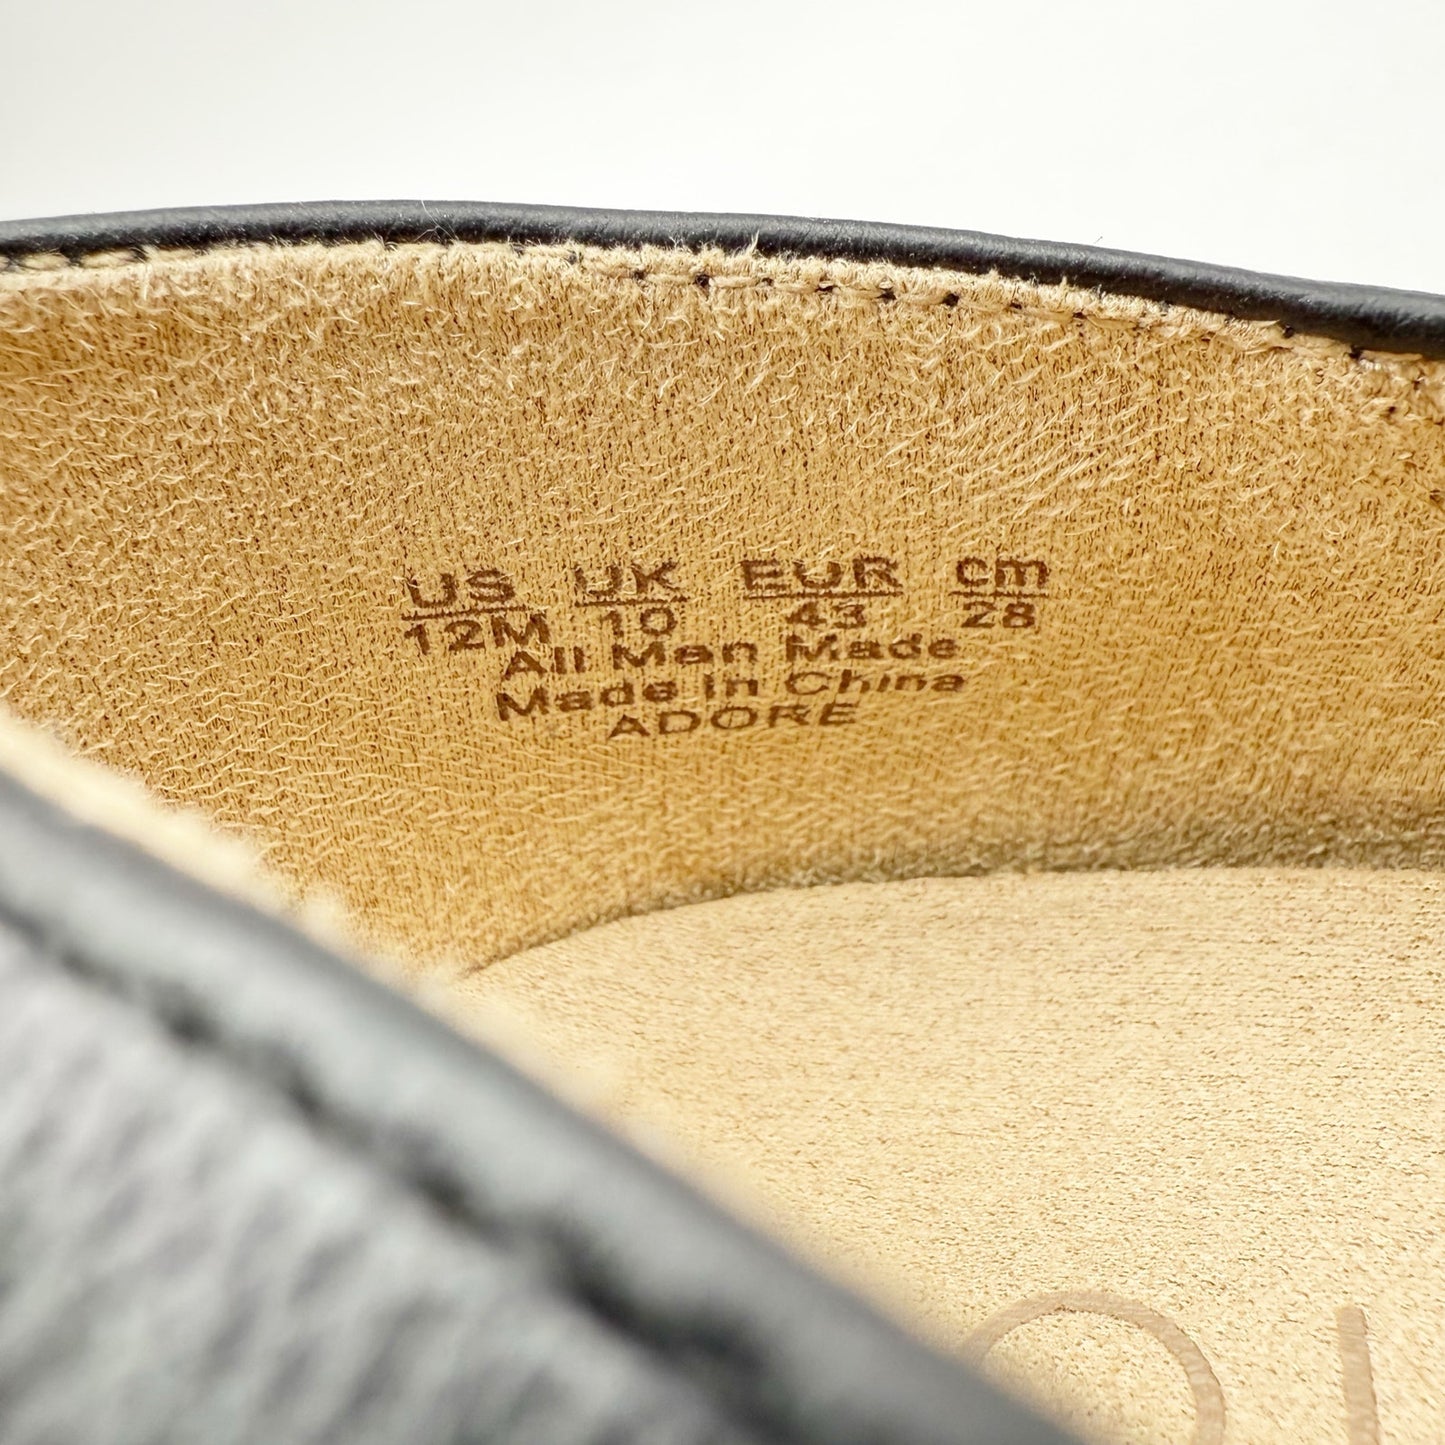 US UK EUR cm
12M 10 43 28
All Man Made
Made in China
ADORE